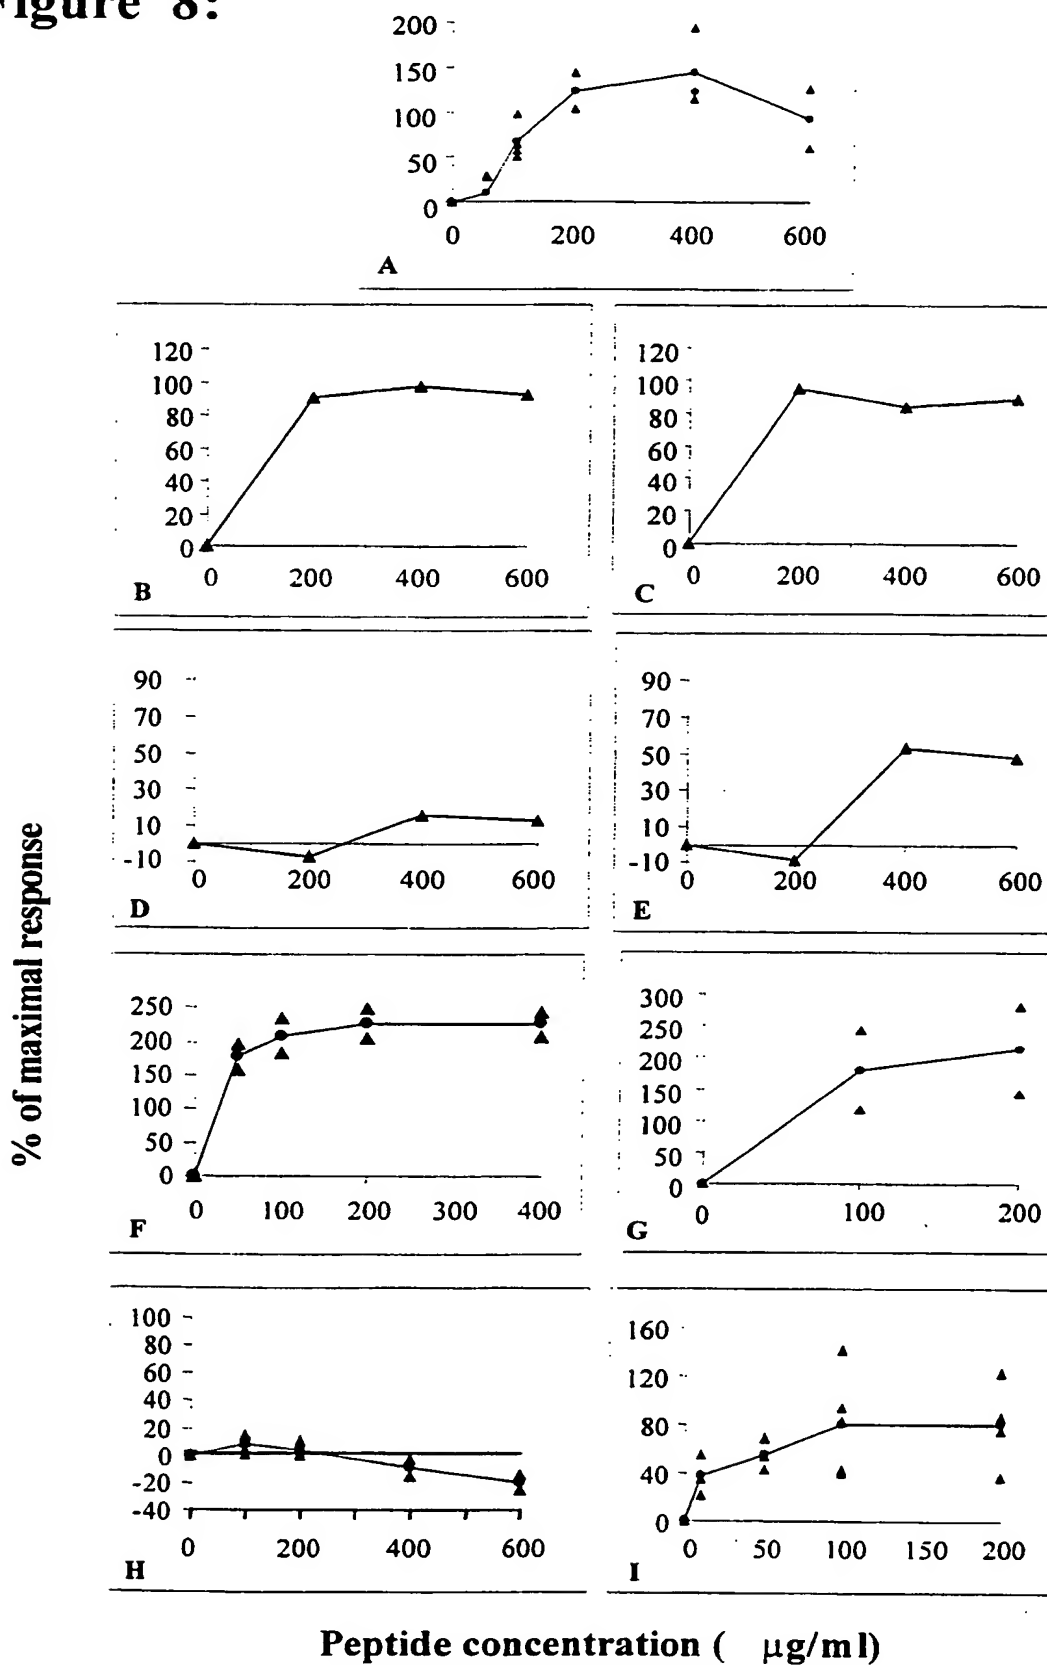 Figure 8:
200
150
100
50
0
0 200 400 600
A
120
100
80
60
40
20
0
0 200 400 600
B
120
100
80
60
40
20
0
0 200 400 600
C
90
70
50
30
10
-10
0 200 400 600
D
90
70
50
30
10
-10
0 200 400 600
E
250
200
150
100
50
0
0 100 200 300 400
F
300
250
200
150
100
50
0
0 100 200
G
100
80
60
40
20
0
-20
-40
0 200 400 600
H
160
120
80
40
0
0 50 100 150 200
I
% of maximal response
Peptide concentration ( μg/ml)